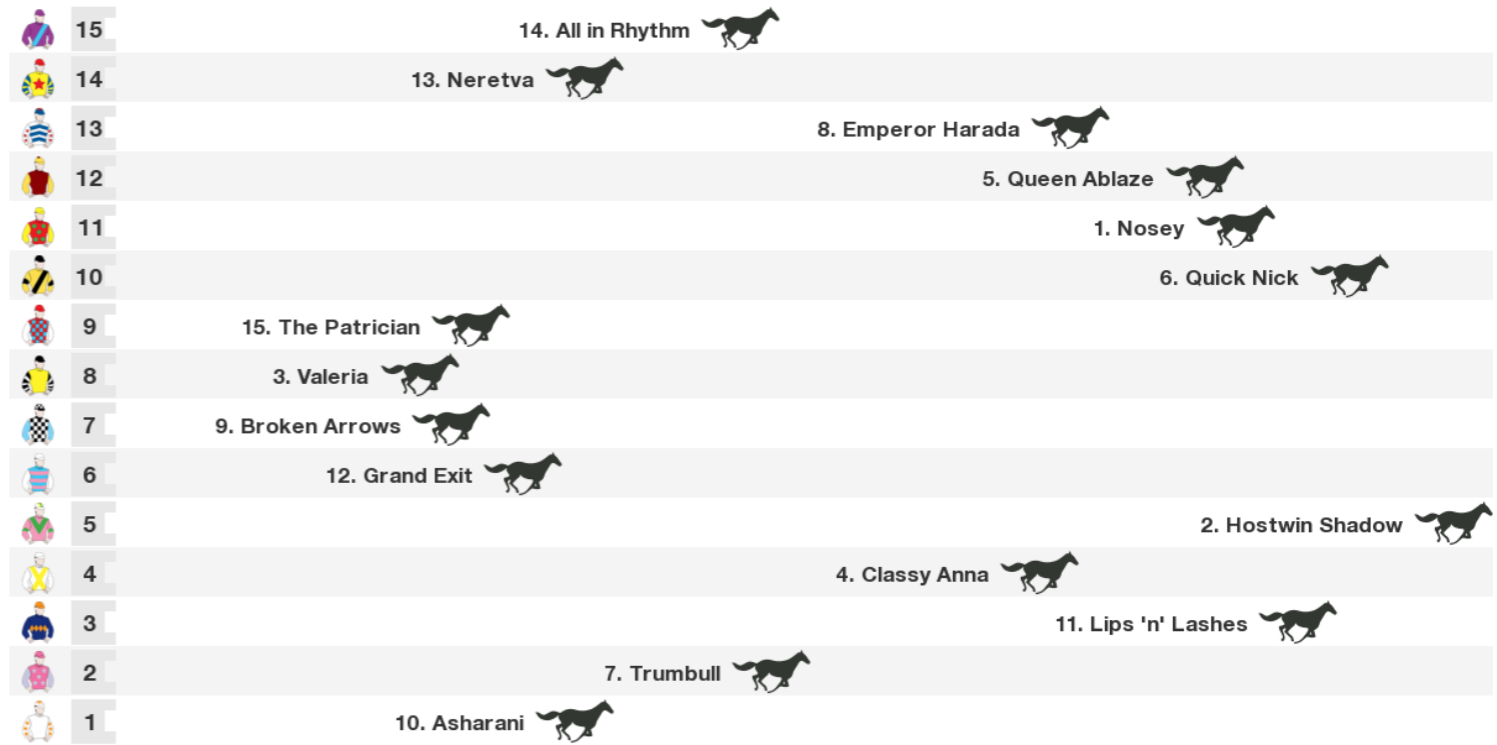 15 14. All in Rhythm
14 13. Neretva
13 8. Emperor Harada
12 5. Queen Ablaze
11 1. Nosey
10 6. Quick Nick
9 15. The Patrician
8 3. Valeria
7 9. Broken Arrows
6 12. Grand Exit
5 2. Hostwin Shadow
4 4. Classy Anna
3 11. Lips 'n' Lashes
2 7. Trumbull
1 10. Asharani